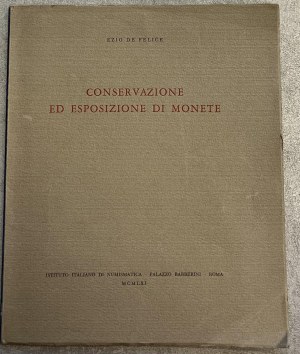 EZIO DE FELICE
CONSERVAZIONE
ED ESPOSIZIONE DI MONETE
ISTITUTO ITALIANO DI NUMISMATICA - PALAZZO BARBERINI - ROMA
MCMLXI